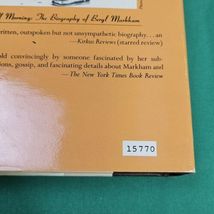 Morning: The Biography of Beryl Markham
ritten, outspoken but not unsympathetic biography. . . an
—Kirkus Reviews (starred review)
old convincingly by someone fascinated by her sub-
tions, gossip, and fascinating details about Markham and
—The New York Times Book Review
15770